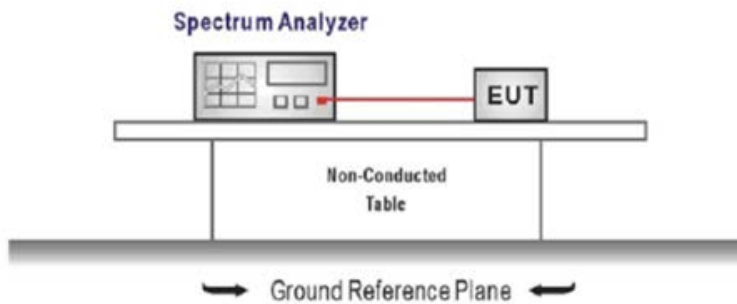 Spectrum Analyzer
EUT
Non-Conducted
Table
Ground Reference Plane